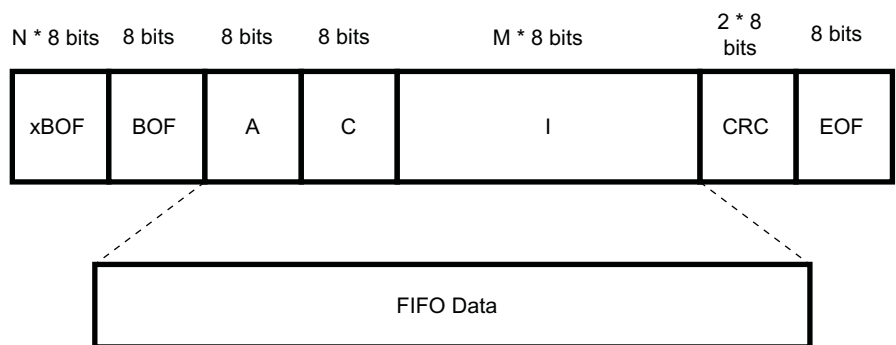 N * 8 bits 8 bits 8 bits 8 bits M * 8 bits 2 * 8 bits 8 bits
xBOF BOF A C I CRC EOF
FIFO Data